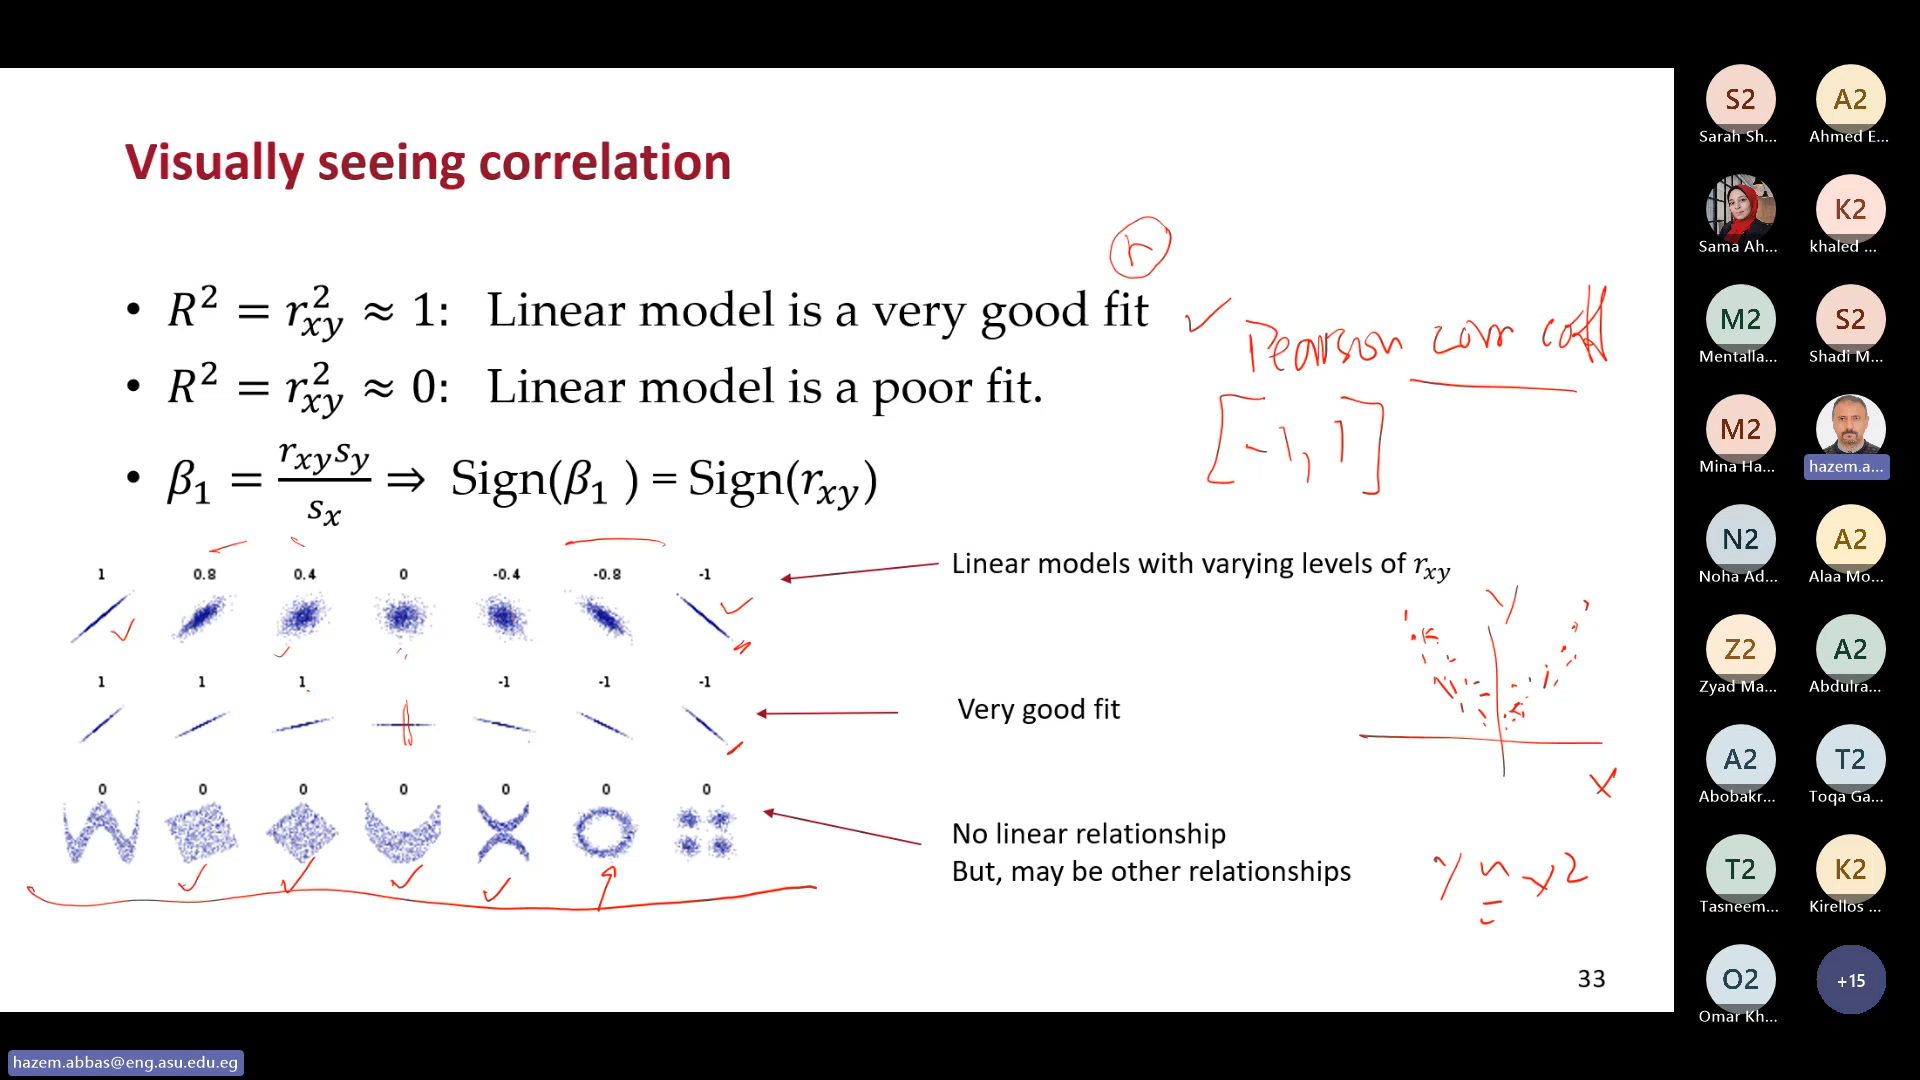 Visually seeing correlation
r
• R² = r²xy ≈ 1: Linear model is a very good fit
✓ Pearson corr coff
• R² = r²xy ≈ 0: Linear model is a poor fit.
[-1, 1]
• β₁ = rxy sy / sx ⇒ Sign(β₁ ) = Sign(rxy)
Linear models with varying levels of rxy
1 0.8 0.4 0 -0.4 -0.8 -1
y
1 1 1 -1 -1 -1
Very good fit
x
0 0 0 0 0 0 0
No linear relationship
But, may be other relationships
33
S2 A2
Sarah Sh... Ahmed E...
K2
Sama Ah... khaled ...
M2 S2
Mentalla... Shadi M...
M2
Mina Ha... hazem.a...
N2 A2
Noha Ad... Alaa Mo...
Z2 A2
Zyad Ma... Abdulra...
A2 T2
Abobakr... Toqa Ga...
T2 K2
Tasneem... Kirellos ...
O2 +15
Omar Kh...
hazem.abbas@eng.asu.edu.eg